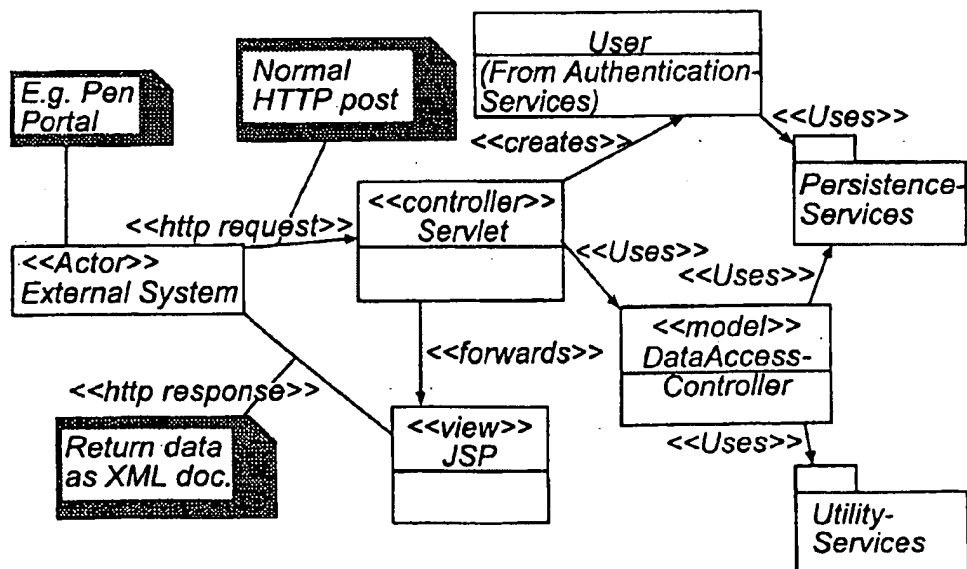 E.g. Pen
Portal
Normal
HTTP post
User
(From Authentication-
Services)
<<creates>>
<<Uses>>
Persistence-
Services
<<http request>>
<<controller>>
Servlet
<<Actor>>
External System
<<Uses>>
<<Uses>>
<<forwards>>
<<model>>
DataAccess-
Controller
<<http response>>
Return data
as XML doc.
<<view>>
JSP
<<Uses>>
Utility-
Services